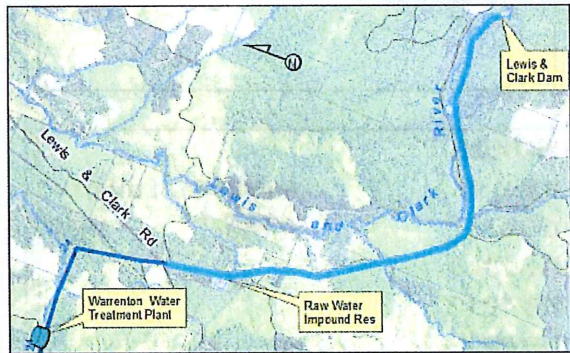 N
Lewis &
Clark Dam
River
Lewis & Clark Rd
Lewis and Clark
Raw Water
Impound Res
Warrenton Water
Treatment Plant